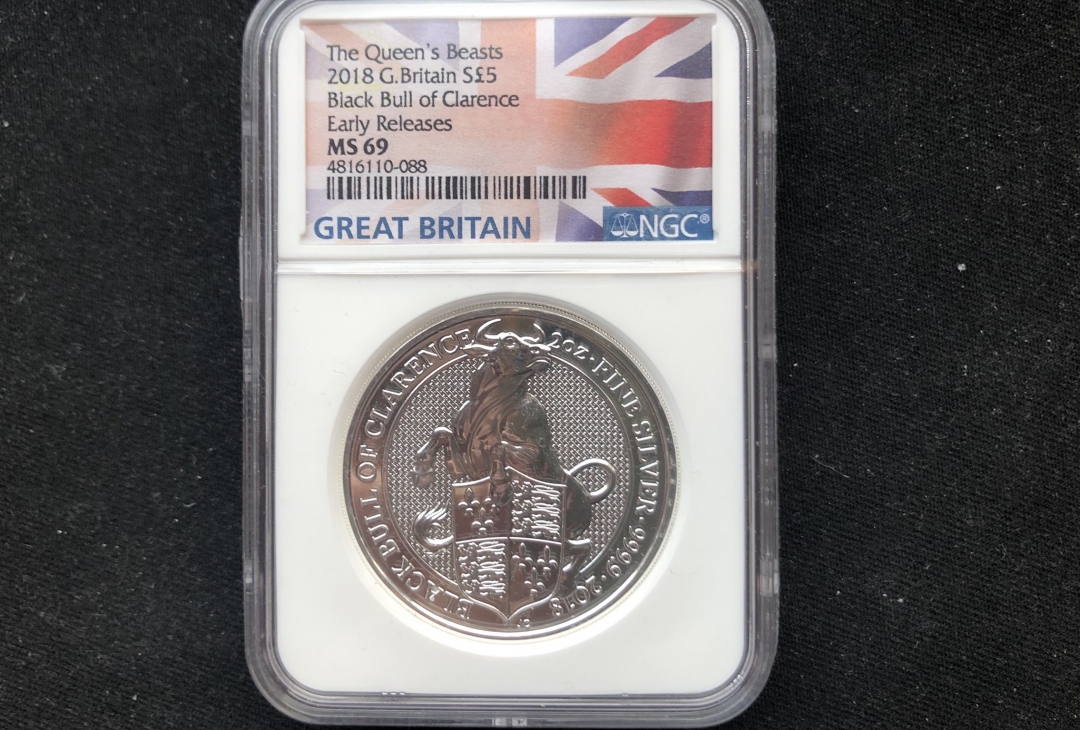 The Queen's Beasts
2018 G.Britain S£5
Black Bull of Clarence
Early Releases
MS 69
4816110-088
GREAT BRITAIN
NGC®
BLACK BULL OF CLARENCE
2OZ·FINE SILVER·9999·2018
JC